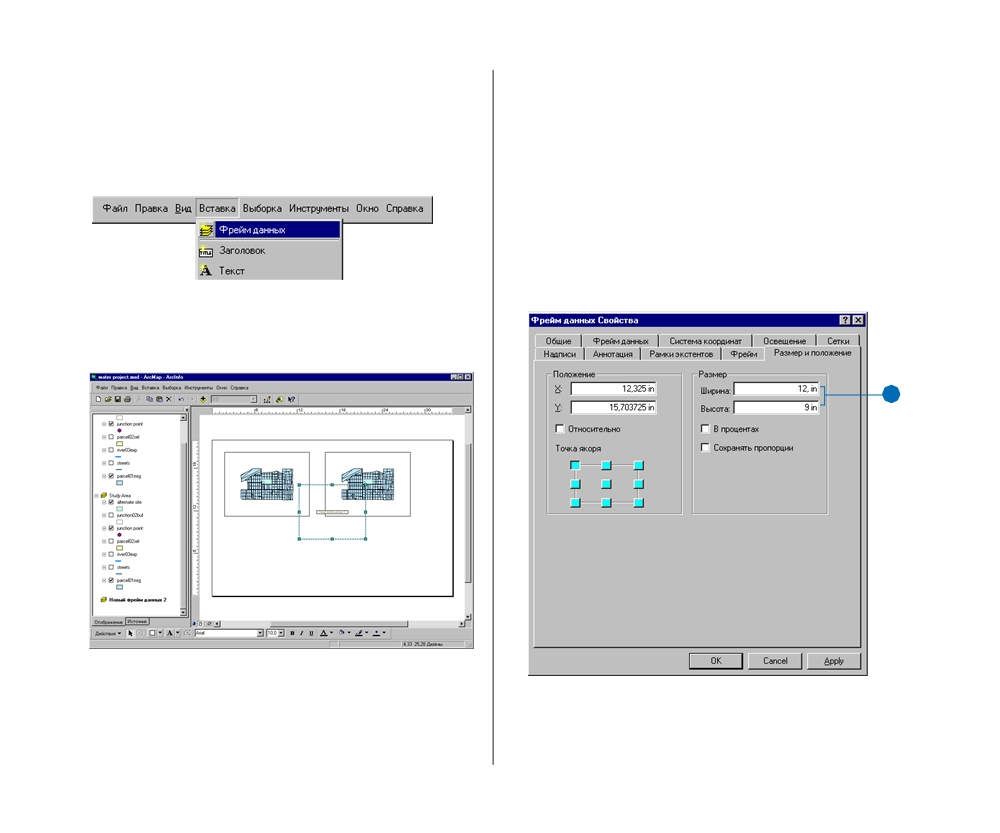 Файл Правка Вид Вставка Выборка Инструменты Окно Справка
Фрейм данных
Заголовок
Текст
water project.mxd - ArcMap - ArcInfo
Файл Правка Вид Вставка Выборка Инструменты Окно Справка
junction point
parcel02sel
river03exp
streets
parcel01mrg
Study Area
alternate site
junction02buf
junction point
parcel02sel
river03exp
streets
parcel01mrg
Новый фрейм данных 2
Отображение Источник
Действия Arial 10,0
4,33 25,28 Дюймы
Фрейм данных Свойства
Общие Фрейм данных Система координат Освещение Сетки
Надписи Аннотация Рамки экстентов Фрейм Размер и положение
Положение
X: 12,325 in
Y: 15,703725 in
Относительно
Точка якоря
Размер
Ширина: 12, in
Высота: 9 in
В процентах
Сохранять пропорции
OK Cancel Apply